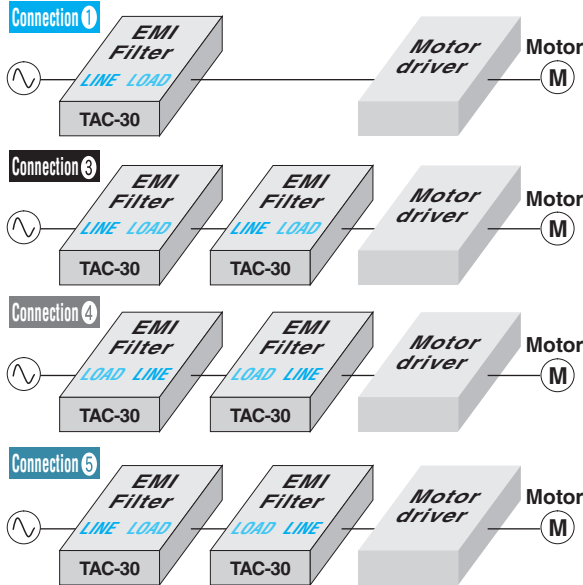 Connection ①
EMI
Filter
LINE LOAD
TAC-30
Motor
driver
Motor
M
Connection ③
EMI
Filter
LINE LOAD
TAC-30
EMI
Filter
LINE LOAD
TAC-30
Motor
driver
Motor
M
Connection ④
EMI
Filter
LOAD LINE
TAC-30
EMI
Filter
LOAD LINE
TAC-30
Motor
driver
Motor
M
Connection ⑤
EMI
Filter
LINE LOAD
TAC-30
EMI
Filter
LOAD LINE
TAC-30
Motor
driver
Motor
M